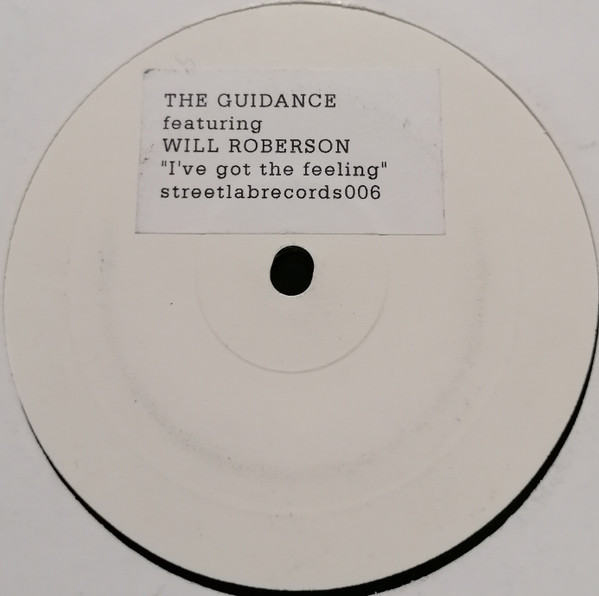 THE GUIDANCE
featuring
WILL ROBERSON
"I've got the feeling"
streetlabrecords006